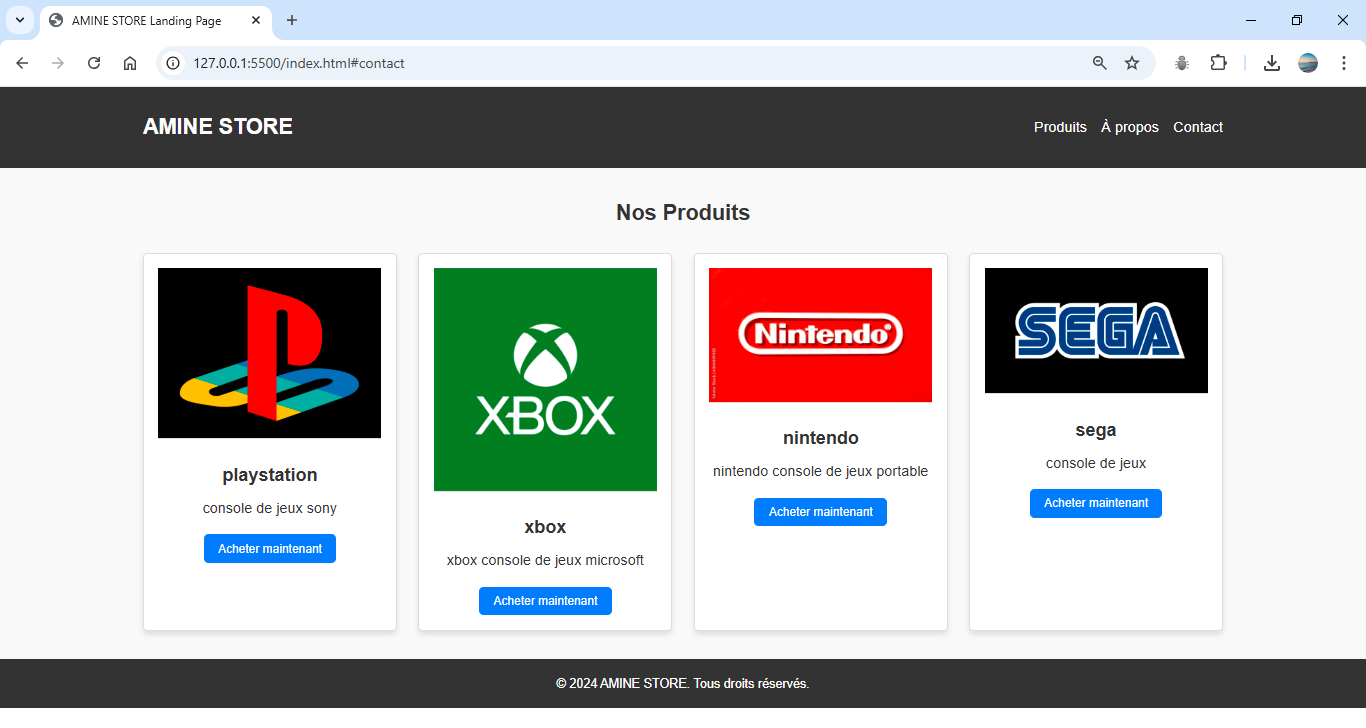 AMINE STORE Landing Page
127.0.0.1:5500/index.html#contact
AMINE STORE
Produits À propos Contact
Nos Produits
playstation
console de jeux sony
Acheter maintenant
XBOX
xbox
xbox console de jeux microsoft
Acheter maintenant
Nintendo®
nintendo
nintendo console de jeux portable
Acheter maintenant
SEGA
sega
console de jeux
Acheter maintenant
© 2024 AMINE STORE. Tous droits réservés.